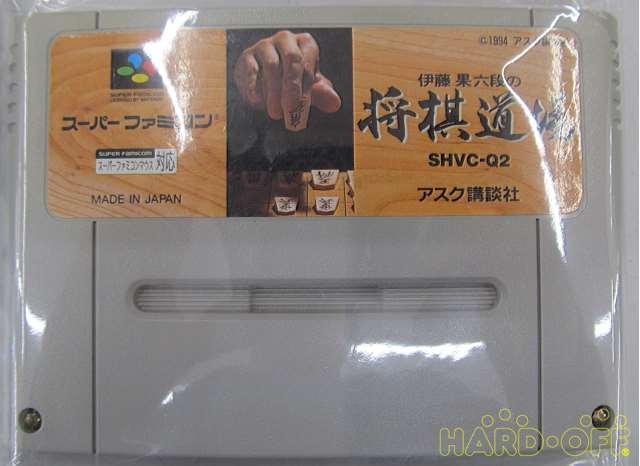 ©1994 アスク講
SUPER FAMICOM
スーパーファミコン
SUPER FAMICOM
スーパーファミコンマウス 対応
MADE IN JAPAN
伊藤 果六段の
将棋道場
SHVC-Q2
アスク講談社
HARD-OFF